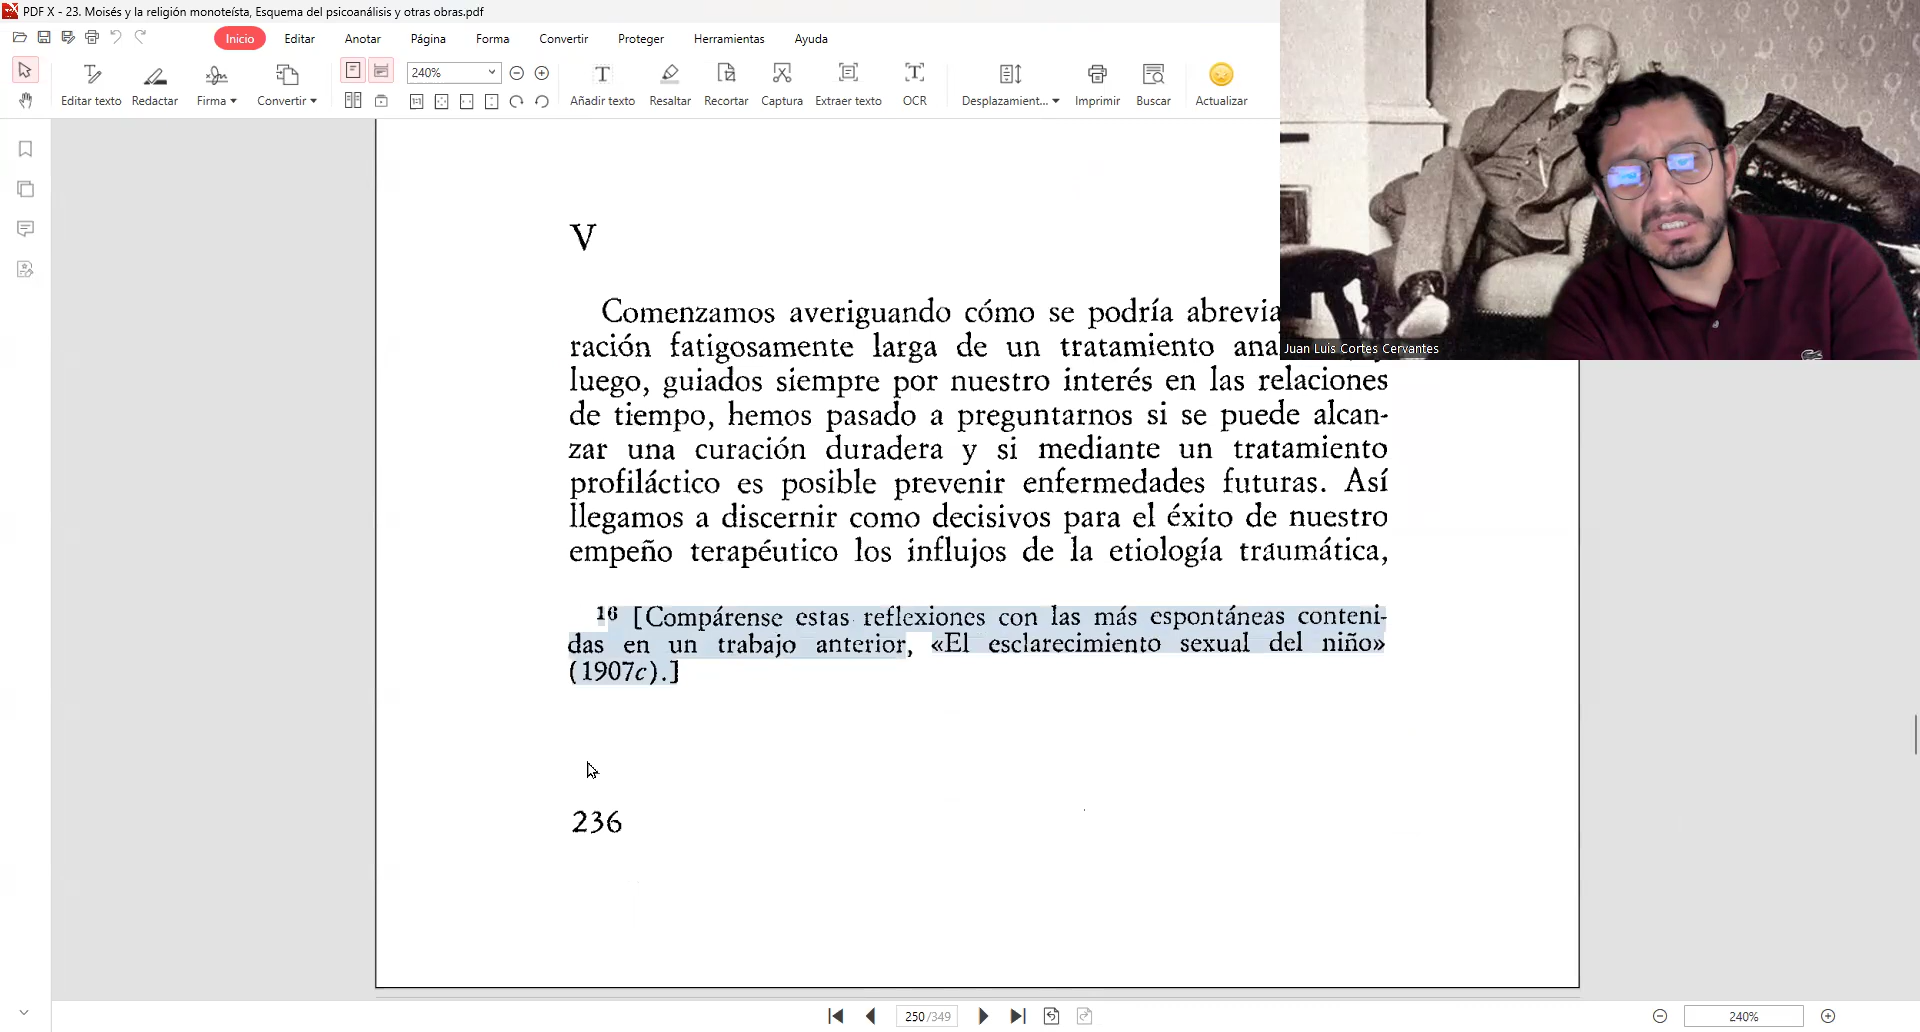 PDF X - 23. Moisés y la religión monoteísta, Esquema del psicoanálisis y otras obras.pdf
Inicio Editar Anotar Página Forma Convertir Proteger Herramientas Ayuda
240%
Editar texto Redactar Firma Convertir Añadir texto Resaltar Recortar Captura Extraer texto OCR Desplazamient... Imprimir Buscar Actualizar
V
Comenzamos averiguando cómo se podría abrevia
ración fatigosamente larga de un tratamiento ana
luego, guiados siempre por nuestro interés en las relaciones
de tiempo, hemos pasado a preguntarnos si se puede alcan-
zar una curación duradera y si mediante un tratamiento
profiláctico es posible prevenir enfermedades futuras. Así
llegamos a discernir como decisivos para el éxito de nuestro
empeño terapéutico los influjos de la etiología traumática,
16 [Compárense estas reflexiones con las más espontáneas conteni-
das en un trabajo anterior, «El esclarecimiento sexual del niño»
(1907c).]
236
Juan Luis Cortes Cervantes
250/349
240%